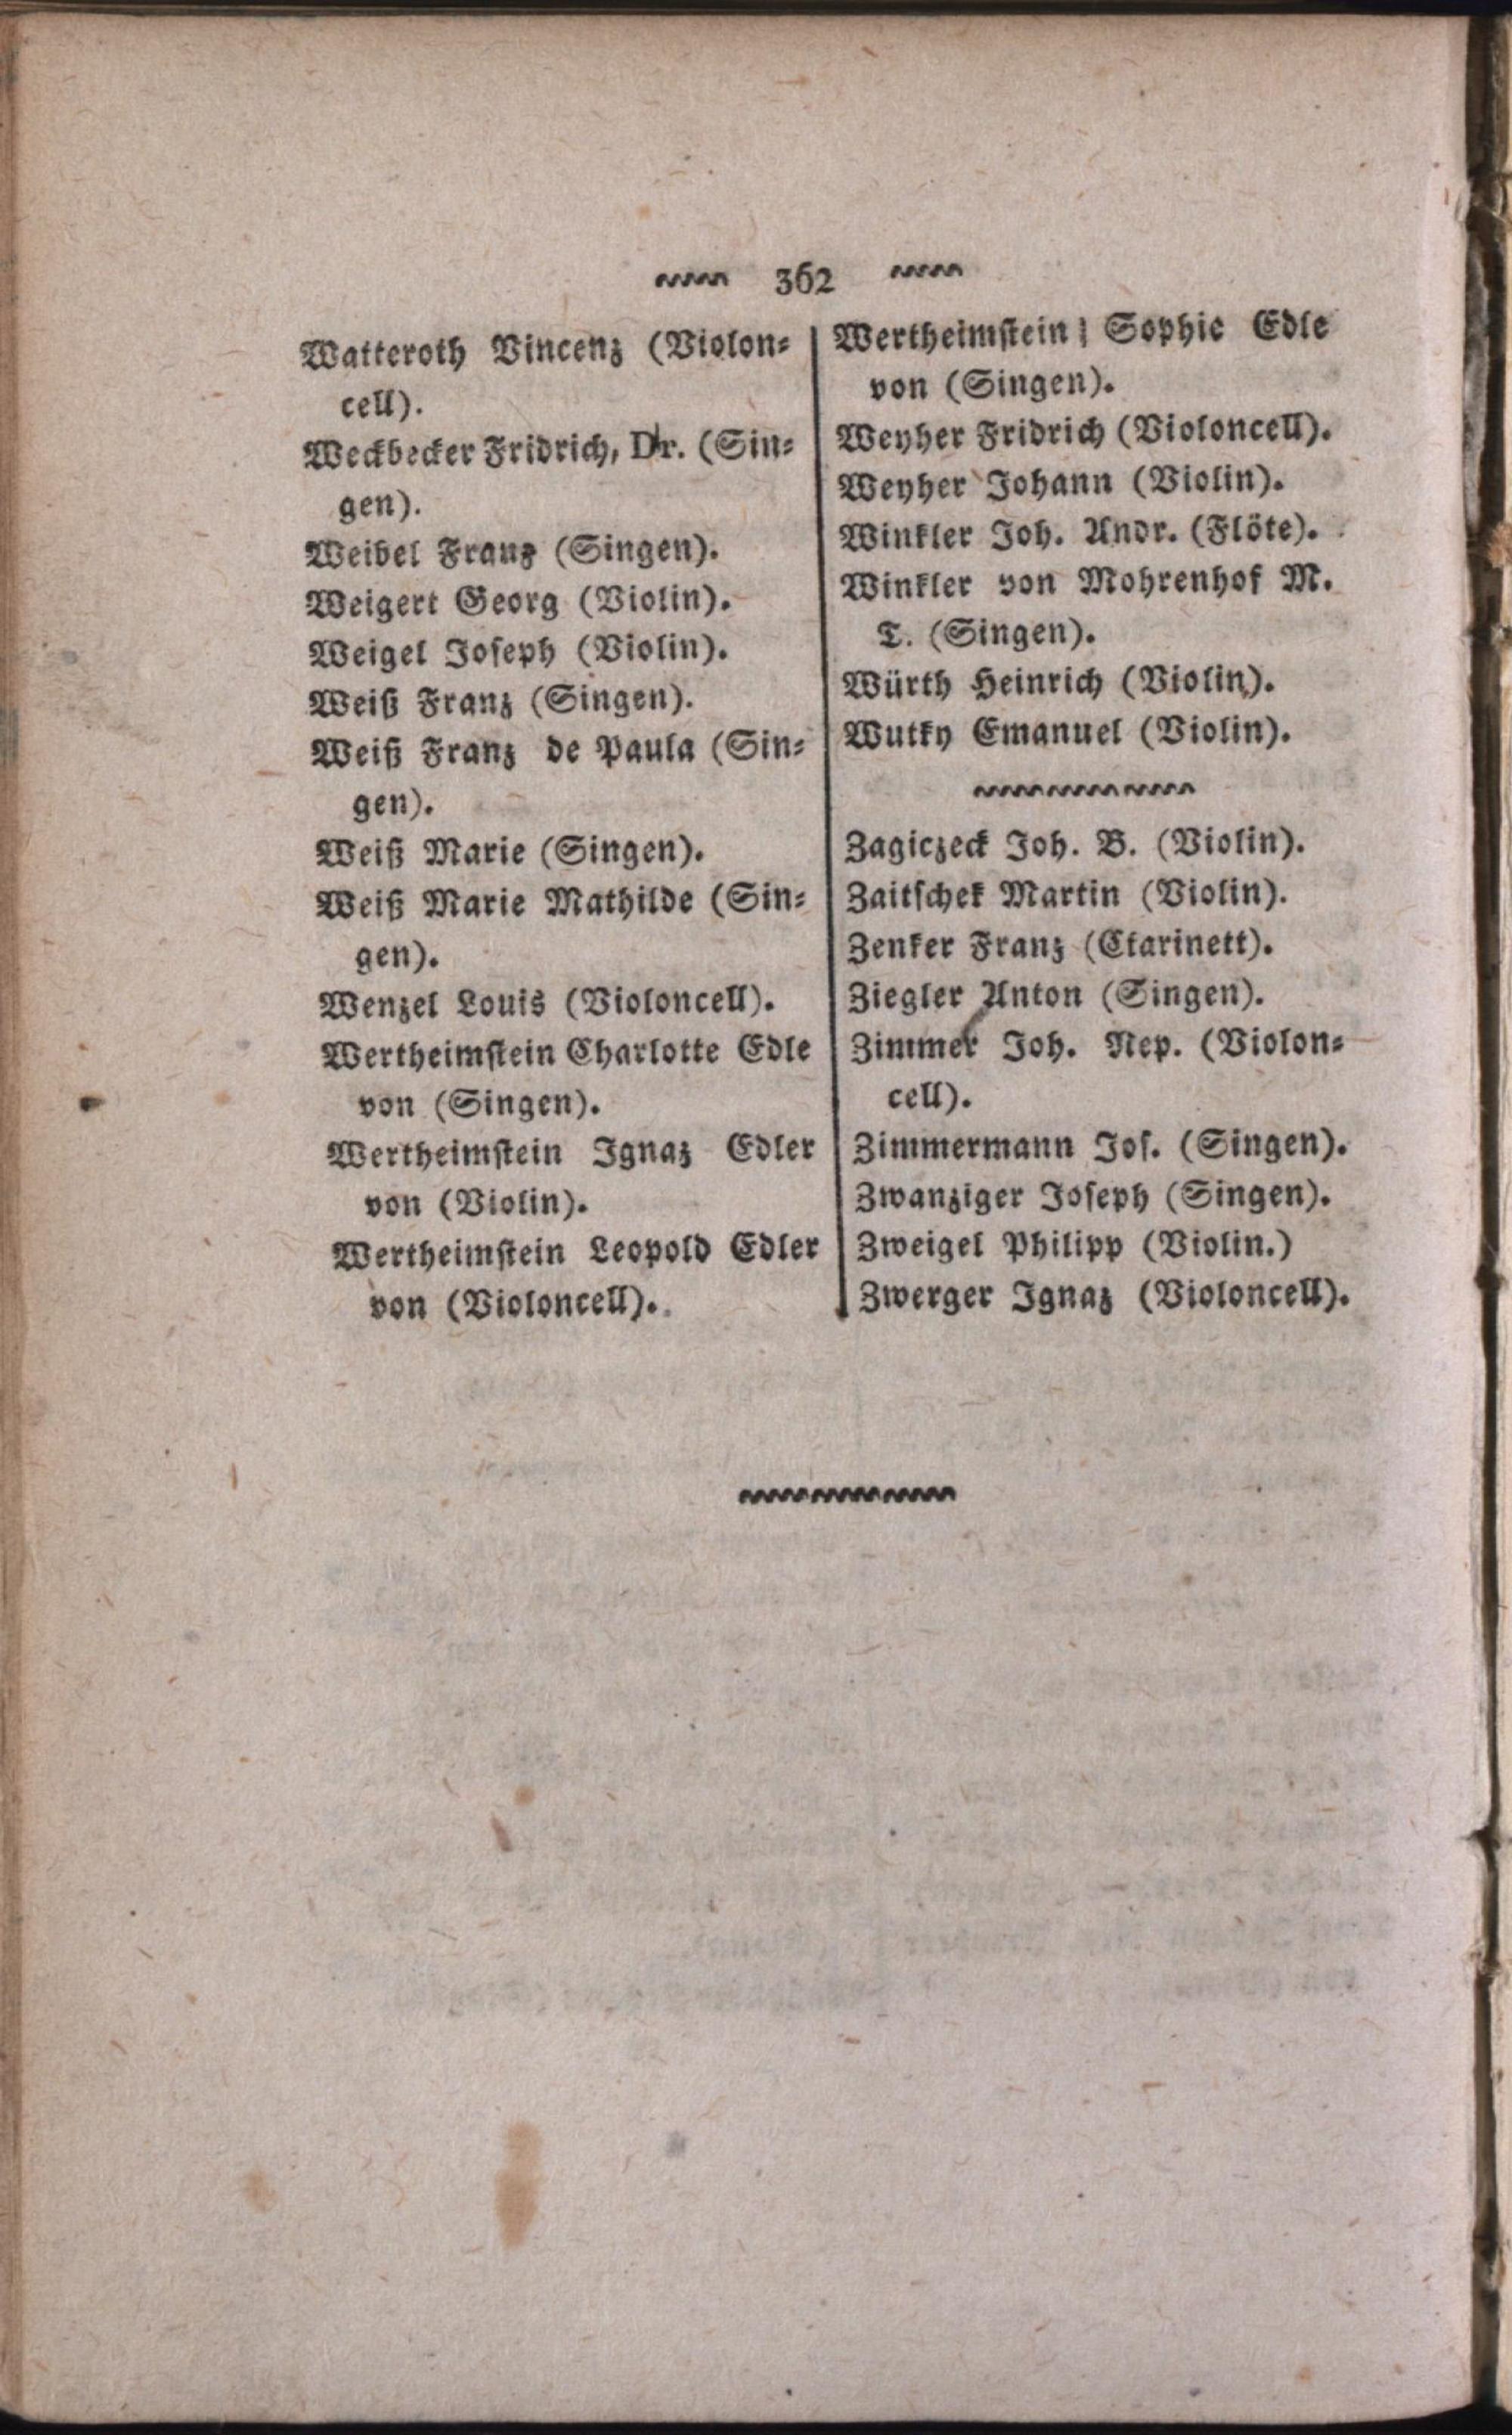 362
Watteroth Vincenz (Violon=
cell).
Weckbecker Fridrich, Dr. (Sin=
gen).
Weibel Franz (Singen).
Weigert Georg (Violin).
Weigel Joseph (Violin).
Weiß Franz (Singen).
Weiß Franz de Paula (Sin=
gen).
Weiß Marie (Singen).
Weiß Marie Mathilde (Sin=
gen).
Wenzel Louis (Violoncell).
Wertheimstein Charlotte Edle
von (Singen).
Wertheimstein Ignaz Edler
von (Violin).
Wertheimstein Leopold Edler
von (Violoncell).
Wertheimstein Sophie Edle
von (Singen).
Weyher Fridrich (Violoncell).
Weyher Johann (Violin).
Winkler Joh. Andr. (Flöte).
Winkler von Mohrenhof M.
T. (Singen).
Würth Heinrich (Violin).
Wutky Emanuel (Violin).
Zagiczeck Joh. B. (Violin).
Zaitschek Martin (Violin).
Zenker Franz (Ctarinett).
Ziegler Anton (Singen).
Zimmer Joh. Nep. (Violon=
cell).
Zimmermann Jos. (Singen).
Zwanziger Joseph (Singen).
Zweigel Philipp (Violin.)
Zwerger Ignaz (Violoncell).